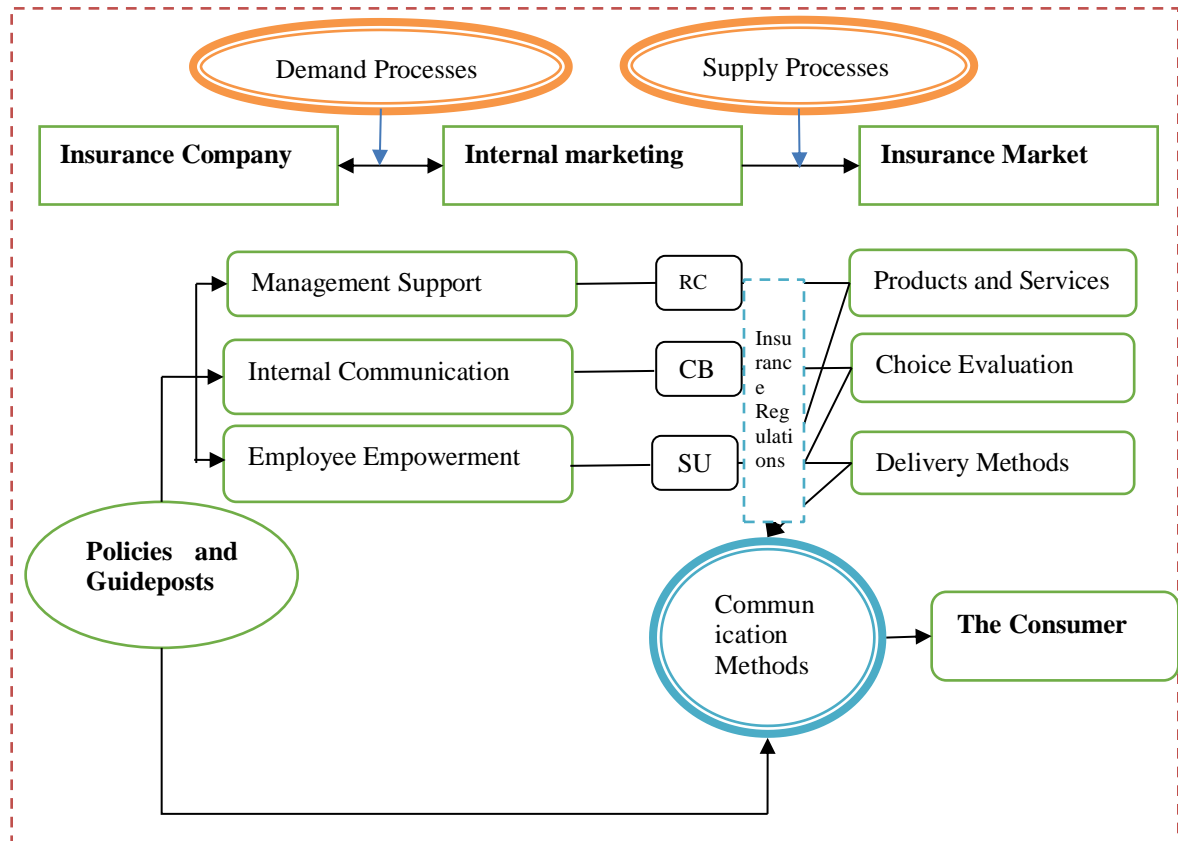 Demand Processes
Supply Processes
Insurance Company
Internal marketing
Insurance Market
Management Support
RC
Products and Services
Internal Communication
CB
Choice Evaluation
Employee Empowerment
SU
Delivery Methods
Insu
ranc
e
Reg
ulati
ons
Policies and
Guideposts
Commun
ication
Methods
The Consumer